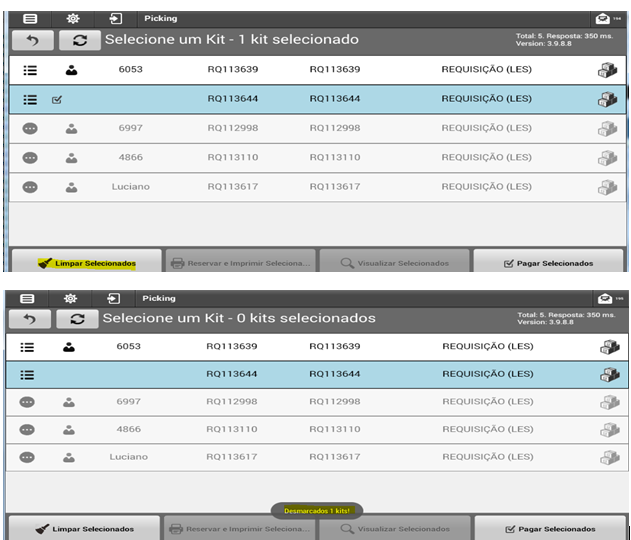 Picking
Selecione um Kit - 1 kit selecionado
Total: 5. Resposta: 350 ms.
Version: 3.9.8.8
6053 RQ113639 RQ113639 REQUISIÇÃO (LES)
RQ113644 RQ113644 REQUISIÇÃO (LES)
6997 RQ112998 RQ112998 REQUISIÇÃO (LES)
4866 RQ113110 RQ113110 REQUISIÇÃO (LES)
Luciano RQ113617 RQ113617 REQUISIÇÃO (LES)
Limpar Selecionados Reservar e Imprimir Seleciona... Visualizar Selecionados Pagar Selecionados
Picking
Selecione um Kit - 0 kits selecionados
Total: 5. Resposta: 350 ms.
Version: 3.9.8.8
6053 RQ113639 RQ113639 REQUISIÇÃO (LES)
RQ113644 RQ113644 REQUISIÇÃO (LES)
6997 RQ112998 RQ112998 REQUISIÇÃO (LES)
4866 RQ113110 RQ113110 REQUISIÇÃO (LES)
Luciano RQ113617 RQ113617 REQUISIÇÃO (LES)
Desmarcados 1 kits!
Limpar Selecionados Reservar e Imprimir Seleciona... Visualizar Selecionados Pagar Selecionados